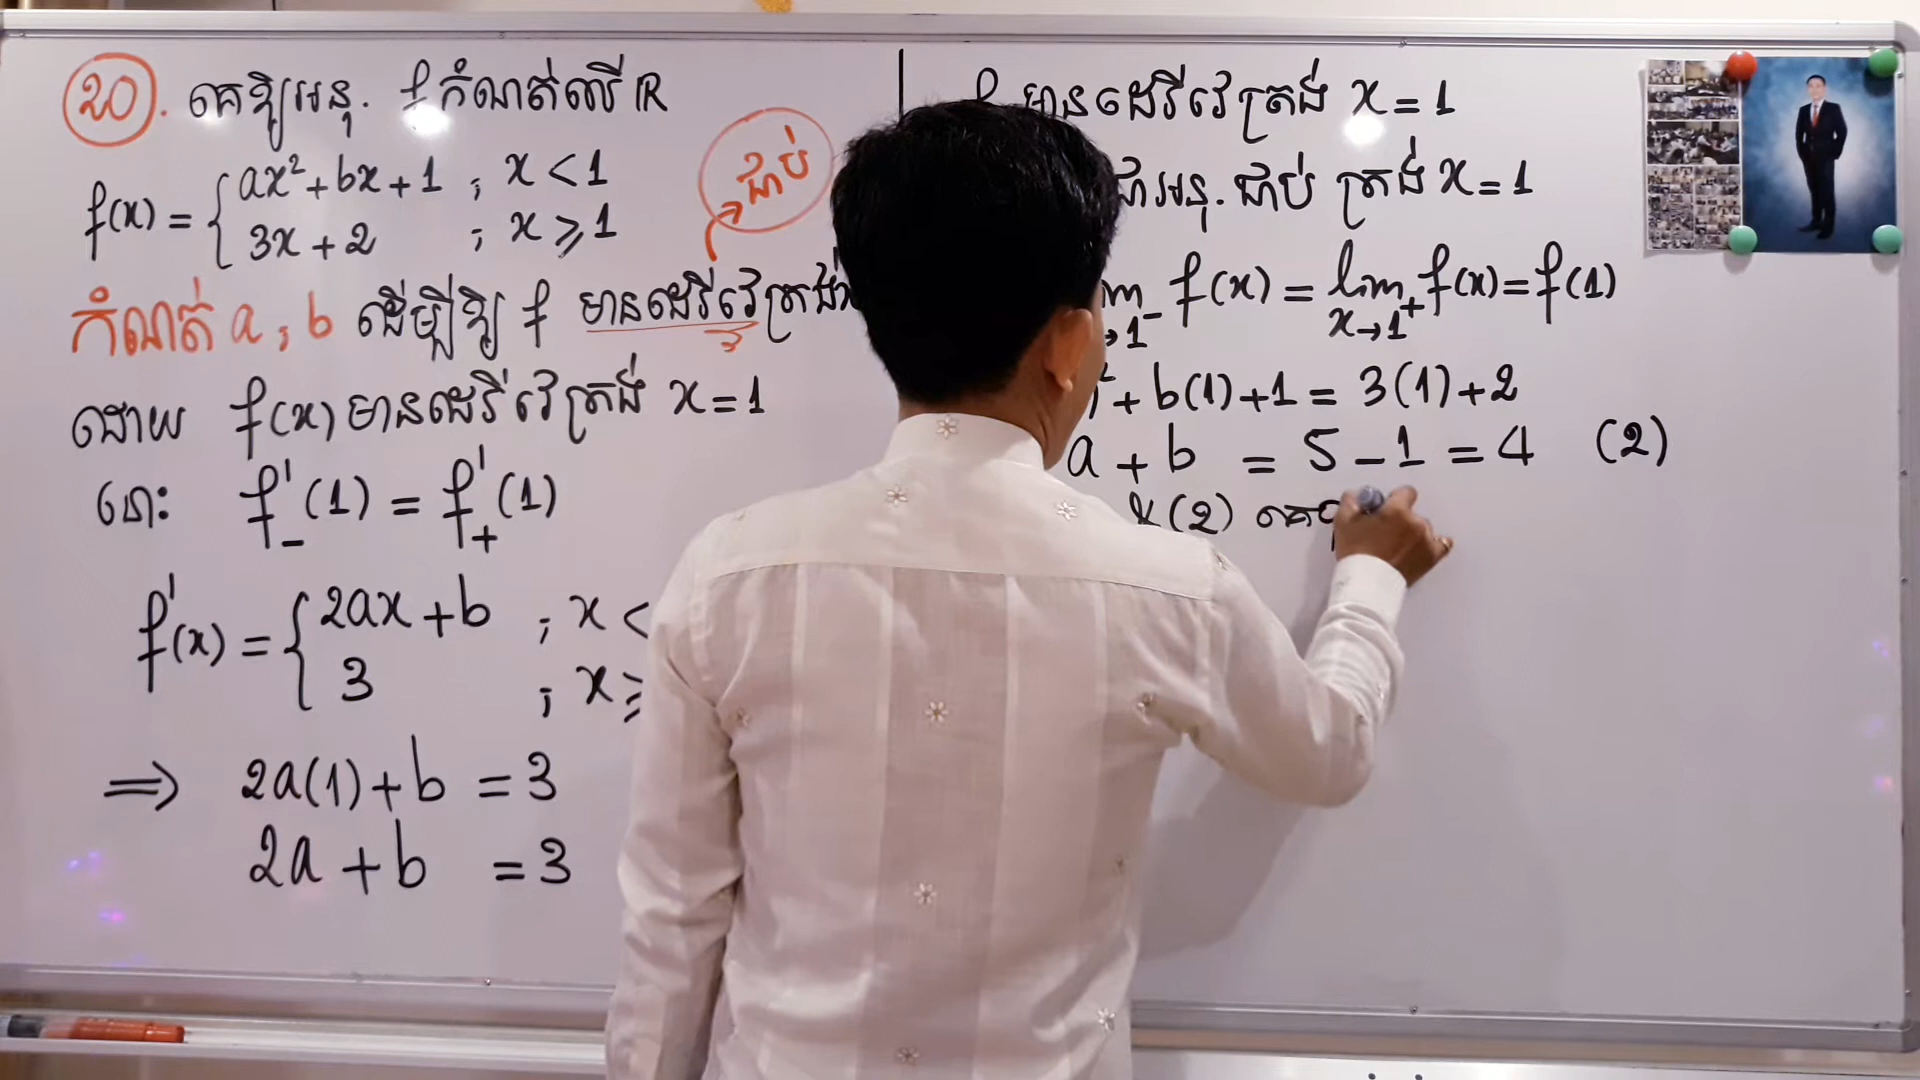 20. គេឱ្យអនុ. f កំណត់លើ IR
f(x) = { ax² + bx + 1 ; x < 1
3x + 2 ; x ⩾ 1
ជាប់
កំណត់ a ; b ដើម្បីឱ្យ f មានដេរីវេត្រង់
ដោយ f(x) មានដេរីវេត្រង់ x = 1
នោះ f'₋(1) = f'₊(1)
f'(x) = { 2ax + b ; x <
3 ; x ⩾
⟹ 2a(1) + b = 3
2a + b = 3
f មានដេរីវេត្រង់ x = 1
ជាអនុ. ជាប់ ត្រង់ x = 1
f(x) = lim x→1⁺ f(x) = f(1)
+ b(1) + 1 = 3(1) + 2
a + b = 5 − 1 = 4 (2)
& (2) គេ